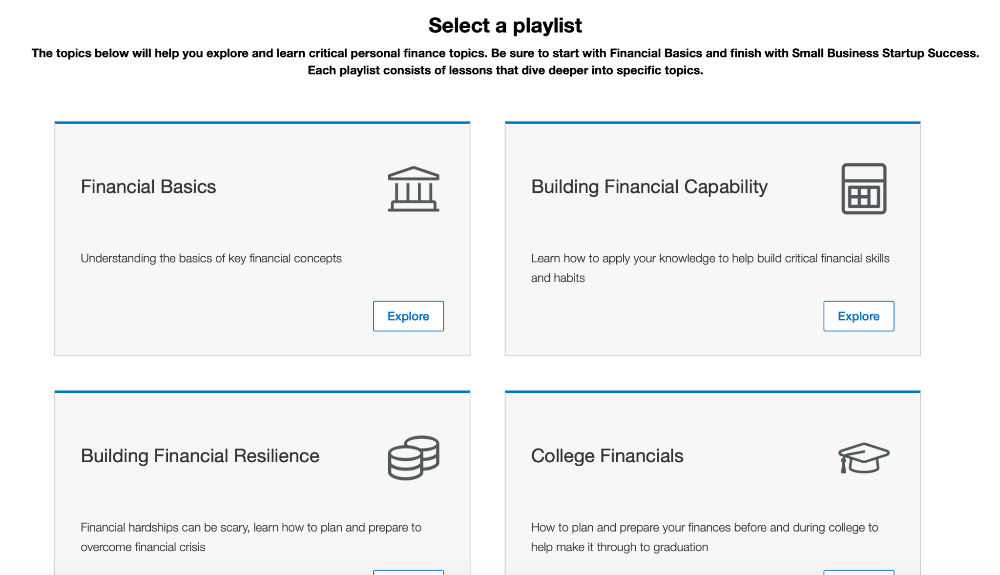 Select a playlist
The topics below will help you explore and learn critical personal finance topics. Be sure to start with Financial Basics and finish with Small Business Startup Success.
Each playlist consists of lessons that dive deeper into specific topics.
Financial Basics
Understanding the basics of key financial concepts
Explore
Building Financial Capability
Learn how to apply your knowledge to help build critical financial skills
and habits
Explore
Building Financial Resilience
Financial hardships can be scary, learn how to plan and prepare to
overcome financial crisis
College Financials
How to plan and prepare your finances before and during college to
help make it through to graduation